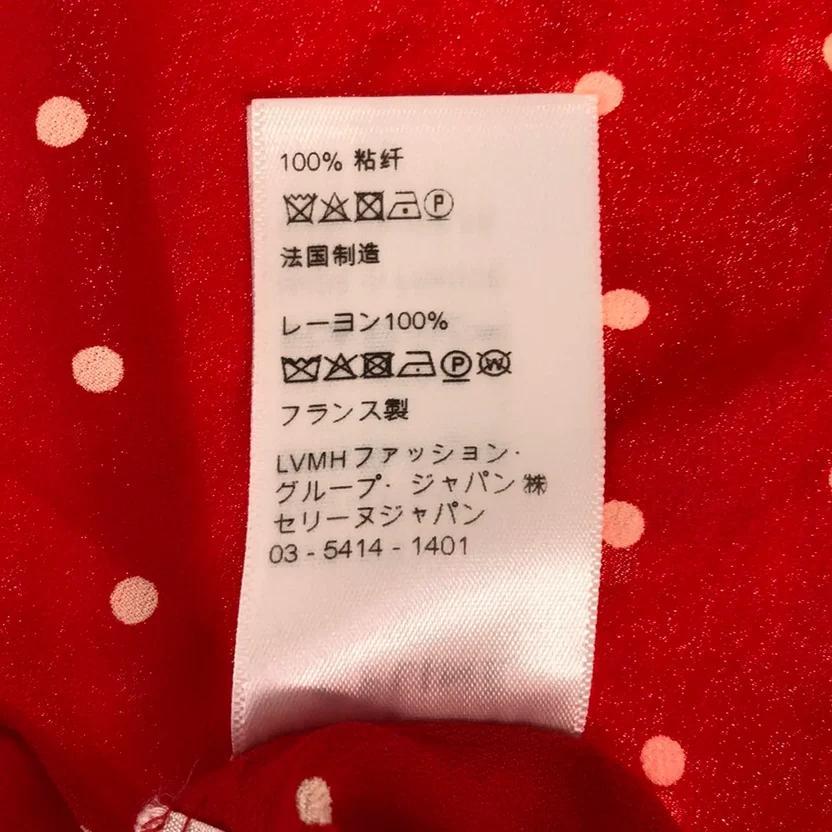 100% 粘纤
P
法国制造
レーヨン100%
P W
フランス製
LVMHファッション・
グループ・ジャパン㈱
セリーヌジャパン
03 - 5414 - 1401